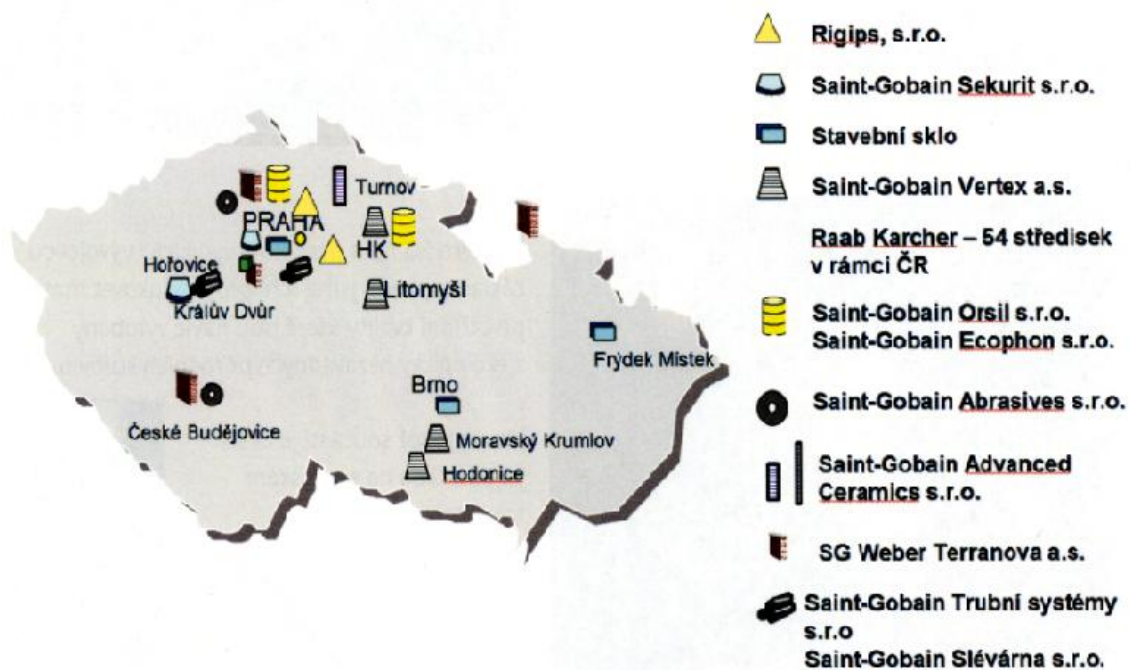 Rigips, s.r.o.
Saint-Gobain Sekurit s.r.o.
Stavební sklo
Saint-Gobain Vertex a.s.
Raab Karcher – 54 středisek
v rámci ČR
Saint-Gobain Orsil s.r.o.
Saint-Gobain Ecophon s.r.o.
Saint-Gobain Abrasives s.r.o.
Saint-Gobain Advanced
Ceramics s.r.o.
SG Weber Terranova a.s.
Saint-Gobain Trubní systémy
s.r.o
Saint-Gobain Slévárna s.r.o.
Turnov
PRAHA
HK
Hořovice
Králův Dvůr
Litomyšl
Frýdek Místek
Brno
České Budějovice
Moravský Krumlov
Hodonice